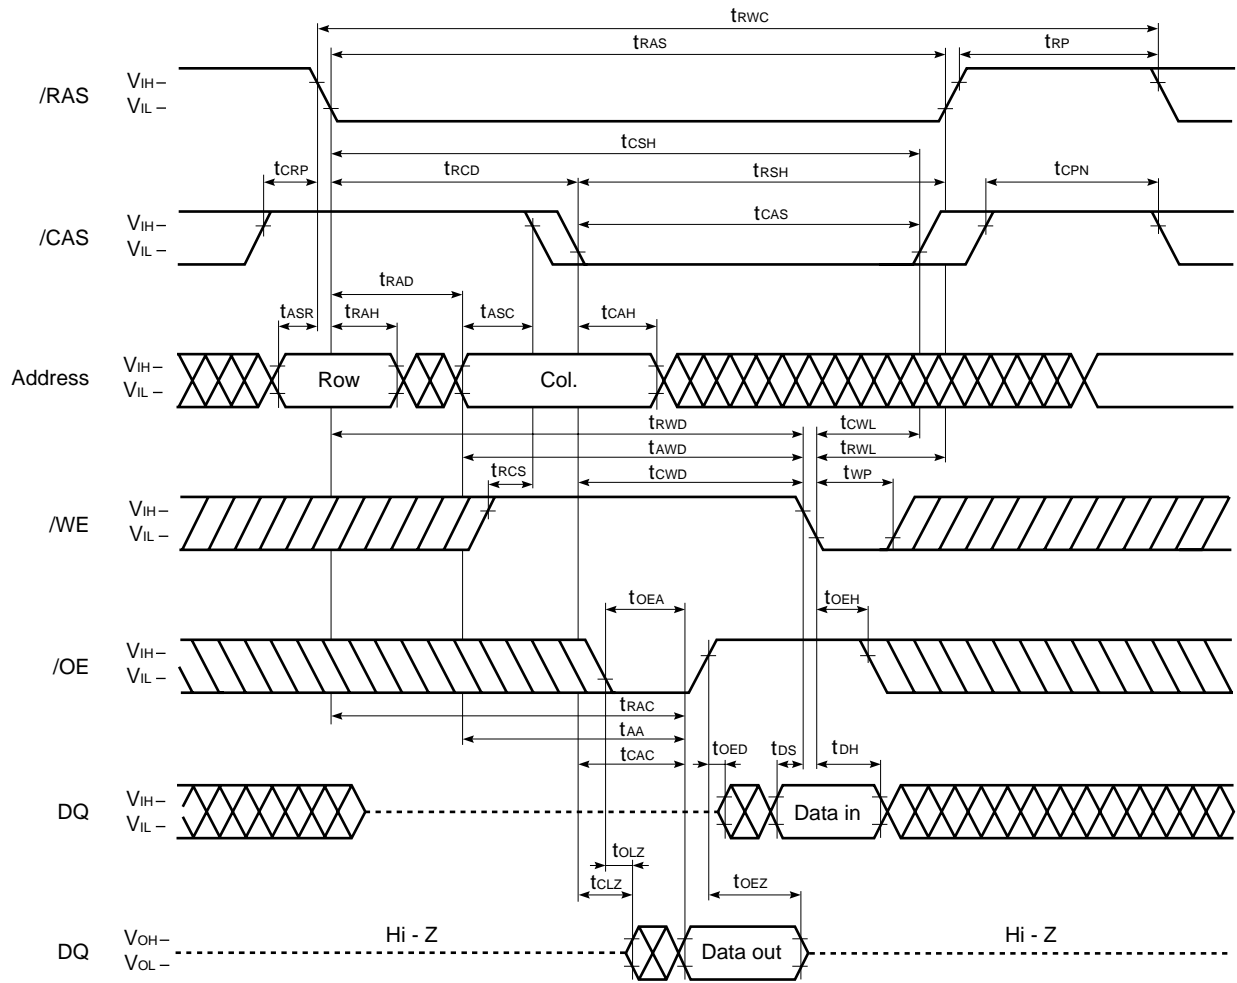 tRWC
tRAS tRP
/RAS VIH– VIL–
tCSH
tCRP tRCD tRSH tCPN
tCAS
/CAS VIH– VIL–
tRAD
tASR tRAH tASC tCAH
Address VIH– VIL– Row Col.
tRWD tCWL
tAWD tRWL
tRCS tCWD tWP
/WE VIH– VIL–
tOEA tOEH
/OE VIH– VIL–
tRAC
tAA
tCAC tOED tDS tDH
DQ VIH– VIL– Data in
tOLZ
tCLZ tOEZ
DQ VOH– VOL– Hi - Z Data out Hi - Z